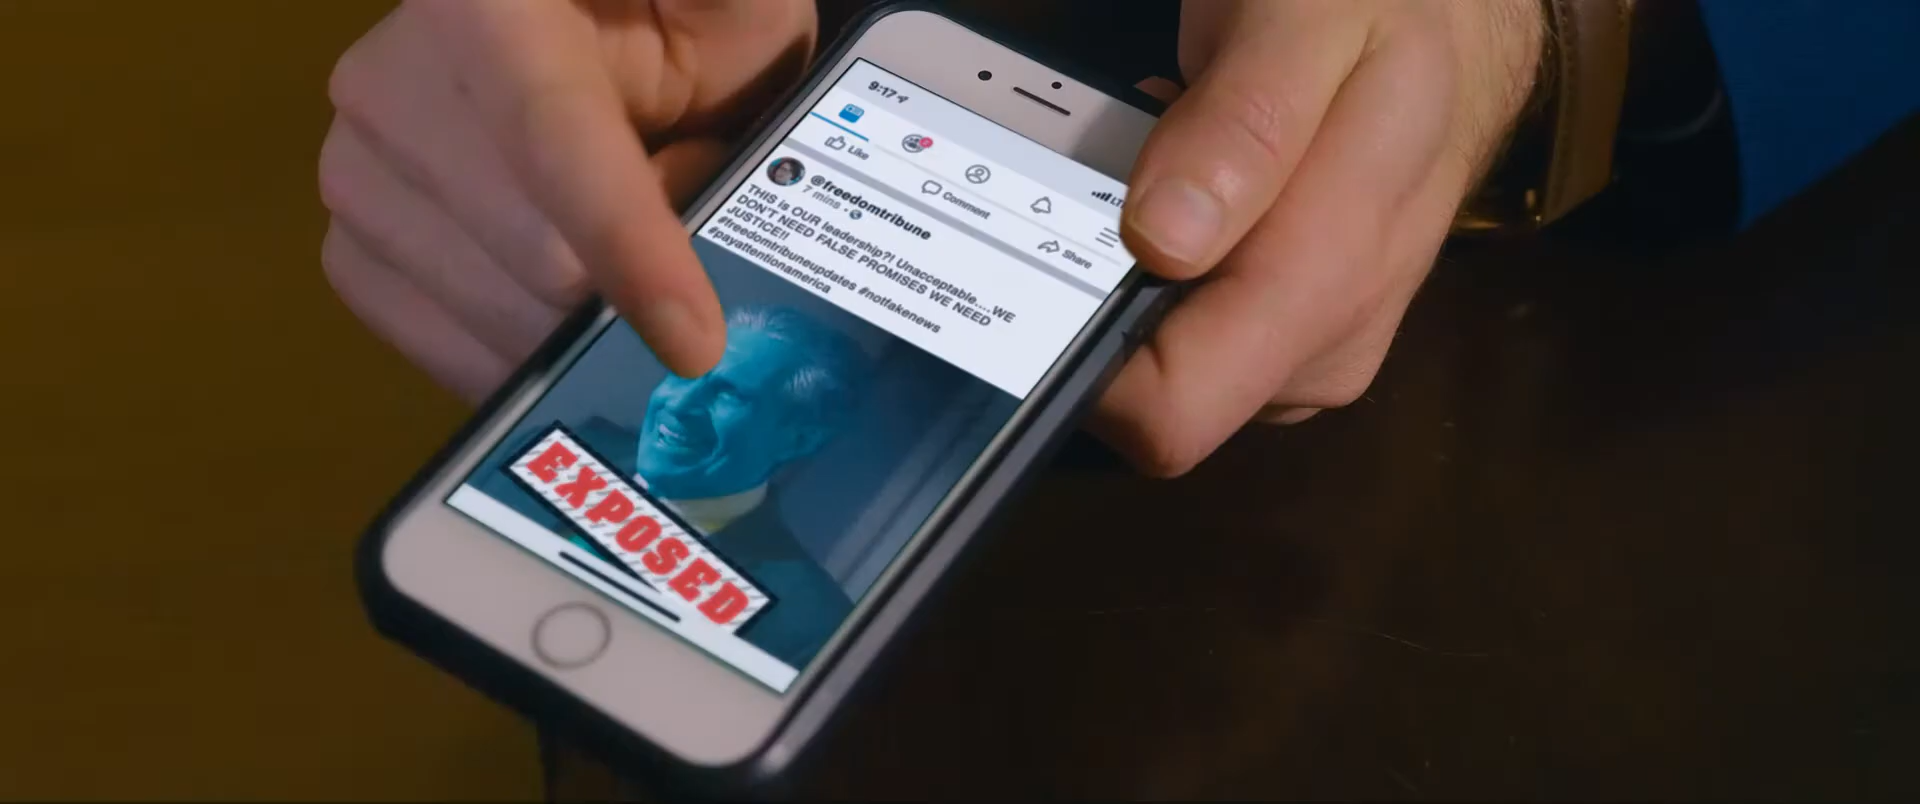 9:17
LT
Like
Comment
Share
@freedomtribune
7 mins
THIS is OUR leadership?! Unacceptable.... WE
DON'T NEED FALSE PROMISES WE NEED
JUSTICE!!
#freedomtribuneupdates #notfakenews
#payattentionamerica
EXPOSED